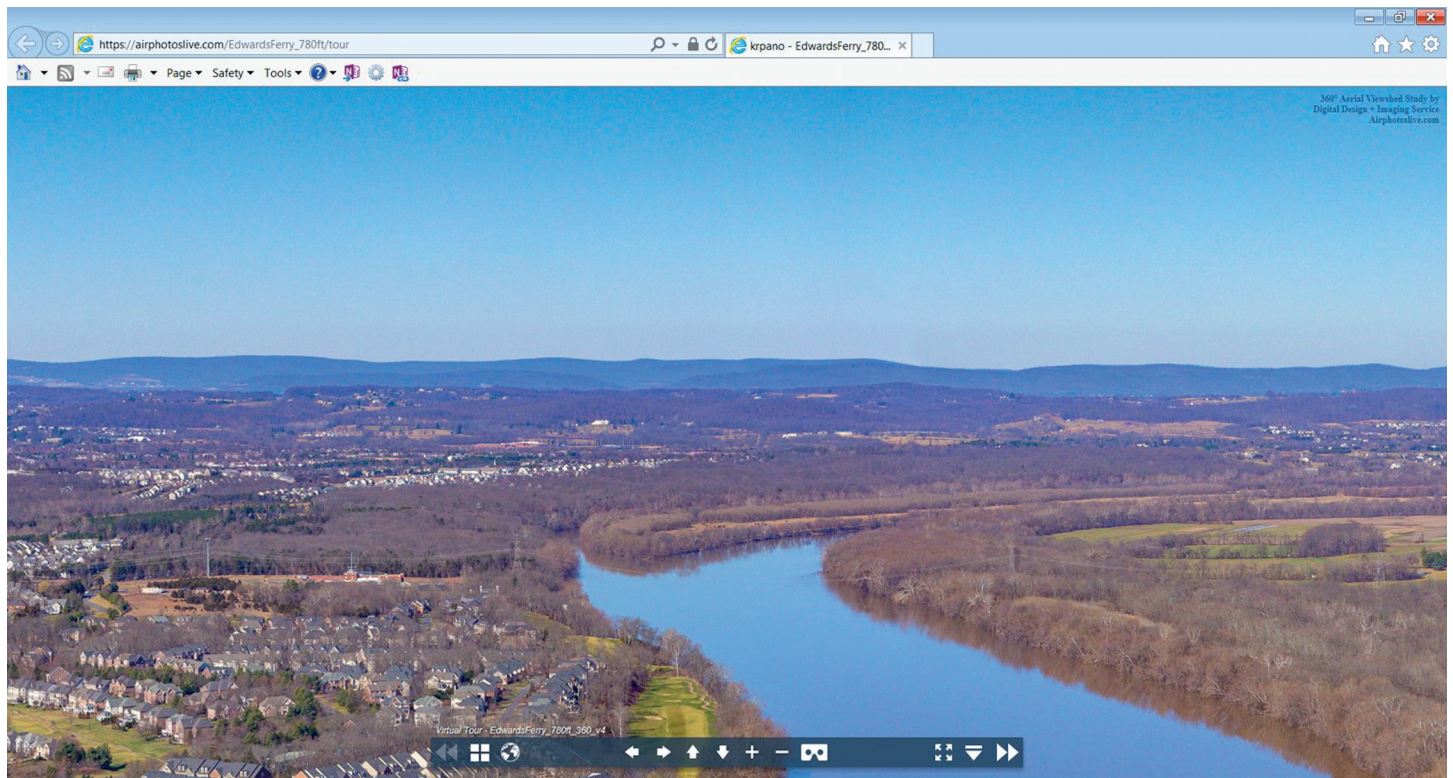 https://airphotoslive.com/EdwardsFerry_780ft/tour
krpano - EdwardsFerry_780...
Page
Safety
Tools
360° Aerial Viewshed Study by
Digital Design + Imaging Service
Airphotoslive.com
Virtual Tour - EdwardsFerry_780ft_360_v4